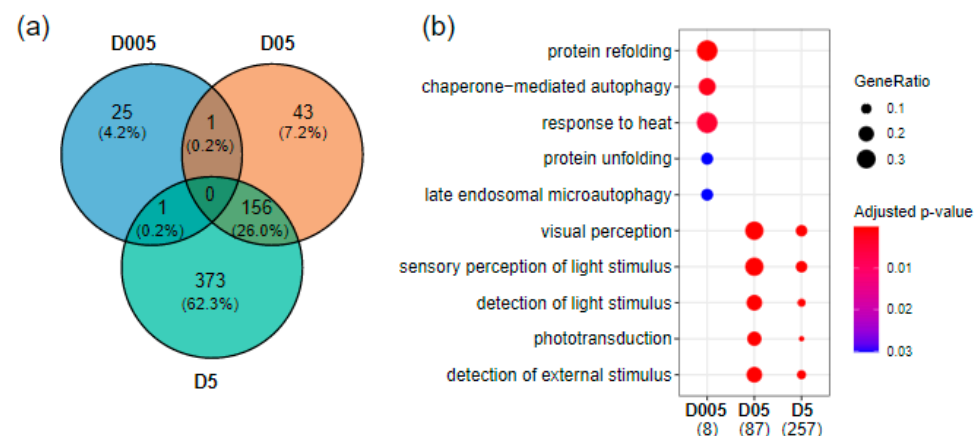 (a)
D005
D05
25
(4.2%)
1
(0.2%)
43
(7.2%)
0
1
(0.2%)
156
(26.0%)
373
(62.3%)
D5
(b)
protein refolding
chaperone-mediated autophagy
response to heat
protein unfolding
late endosomal microautophagy
visual perception
sensory perception of light stimulus
detection of light stimulus
phototransduction
detection of external stimulus
D005
(8)
D05
(87)
D5
(257)
GeneRatio
0.1
0.2
0.3
Adjusted p-value
0.01
0.02
0.03